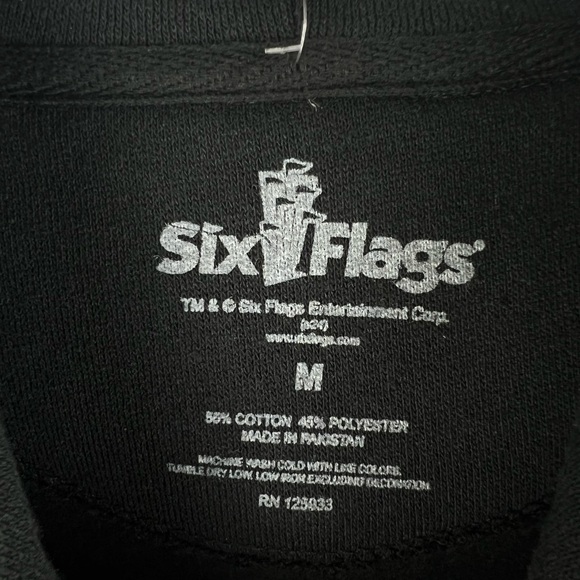 Six Flags®
TM & © Six Flags Entertainment Corp.
(s24)
www.sixflags.com
M
55% COTTON 45% POLYESTER
MADE IN PAKISTAN
MACHINE WASH COLD WITH LIKE COLORS.
TUMBLE DRY LOW. LOW IRON EXCLUDING DECORATION.
RN 125933